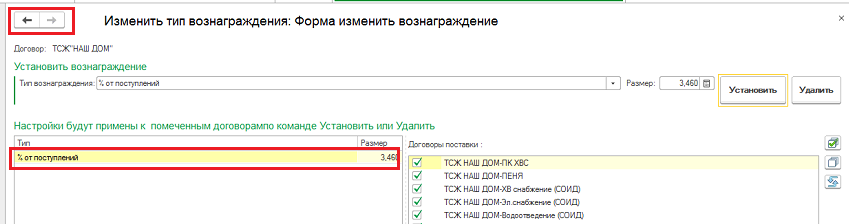 Изменить тип вознаграждения: Форма изменить вознаграждение
Договор: ТСЖ"НАШ ДОМ"
Установить вознаграждение
Тип вознаграждения: % от поступлений Размер: 3,460 Установить Удалить
Настройки будут примены к помеченным договорампо команде Установить или Удалить
Тип Размер
% от поступлений 3,460
Договоры поставки :
ТСЖ НАШ ДОМ-ПК ХВС
ТСЖ НАШ ДОМ-ПЕНЯ
ТСЖ НАШ ДОМ-ХВ снабжение (СОИД)
ТСЖ НАШ ДОМ-Эл.снабжение (СОИД)
ТСЖ НАШ ДОМ-Водоотведение (СОИД)